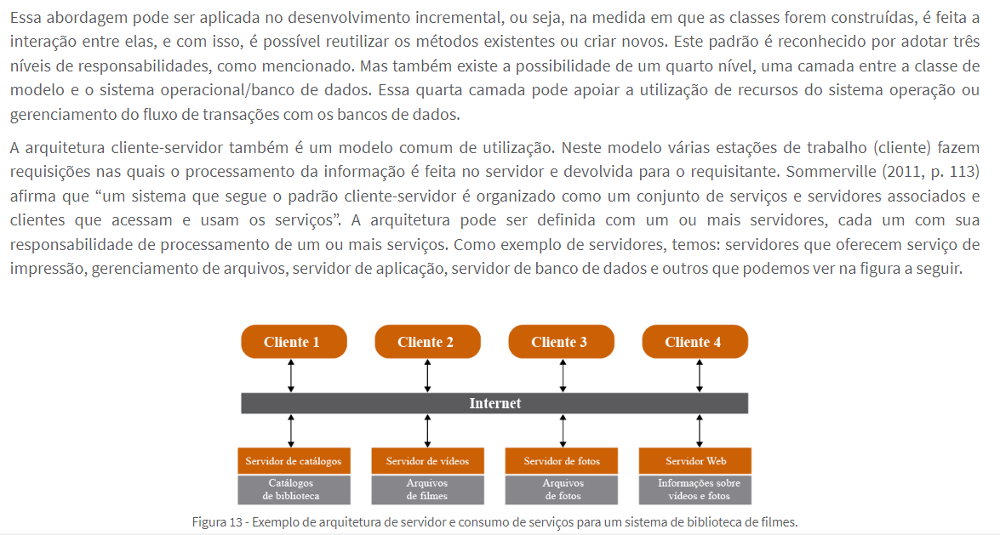 Essa abordagem pode ser aplicada no desenvolvimento incremental, ou seja, na medida em que as classes forem construídas, é feita a
interação entre elas, e com isso, é possível reutilizar os métodos existentes ou criar novos. Este padrão é reconhecido por adotar três
níveis de responsabilidades, como mencionado. Mas também existe a possibilidade de um quarto nível, uma camada entre a classe de
modelo e o sistema operacional/banco de dados. Essa quarta camada pode apoiar a utilização de recursos do sistema operação ou
gerenciamento do fluxo de transações com os bancos de dados.
A arquitetura cliente-servidor também é um modelo comum de utilização. Neste modelo várias estações de trabalho (cliente) fazem
requisições nas quais o processamento da informação é feita no servidor e devolvida para o requisitante. Sommerville (2011, p. 113)
afirma que “um sistema que segue o padrão cliente-servidor é organizado como um conjunto de serviços e servidores associados e
clientes que acessam e usam os serviços”. A arquitetura pode ser definida com um ou mais servidores, cada um com sua
responsabilidade de processamento de um ou mais serviços. Como exemplo de servidores, temos: servidores que oferecem serviço de
impressão, gerenciamento de arquivos, servidor de aplicação, servidor de banco de dados e outros que podemos ver na figura a seguir.
Cliente 1
Cliente 2
Cliente 3
Cliente 4
Internet
Servidor de catálogos
Servidor de vídeos
Servidor de fotos
Servidor Web
Catálogos
de biblioteca
Arquivos
de filmes
Arquivos
de fotos
Informações sobre
vídeos e fotos
Figura 13 - Exemplo de arquitetura de servidor e consumo de serviços para um sistema de biblioteca de filmes.